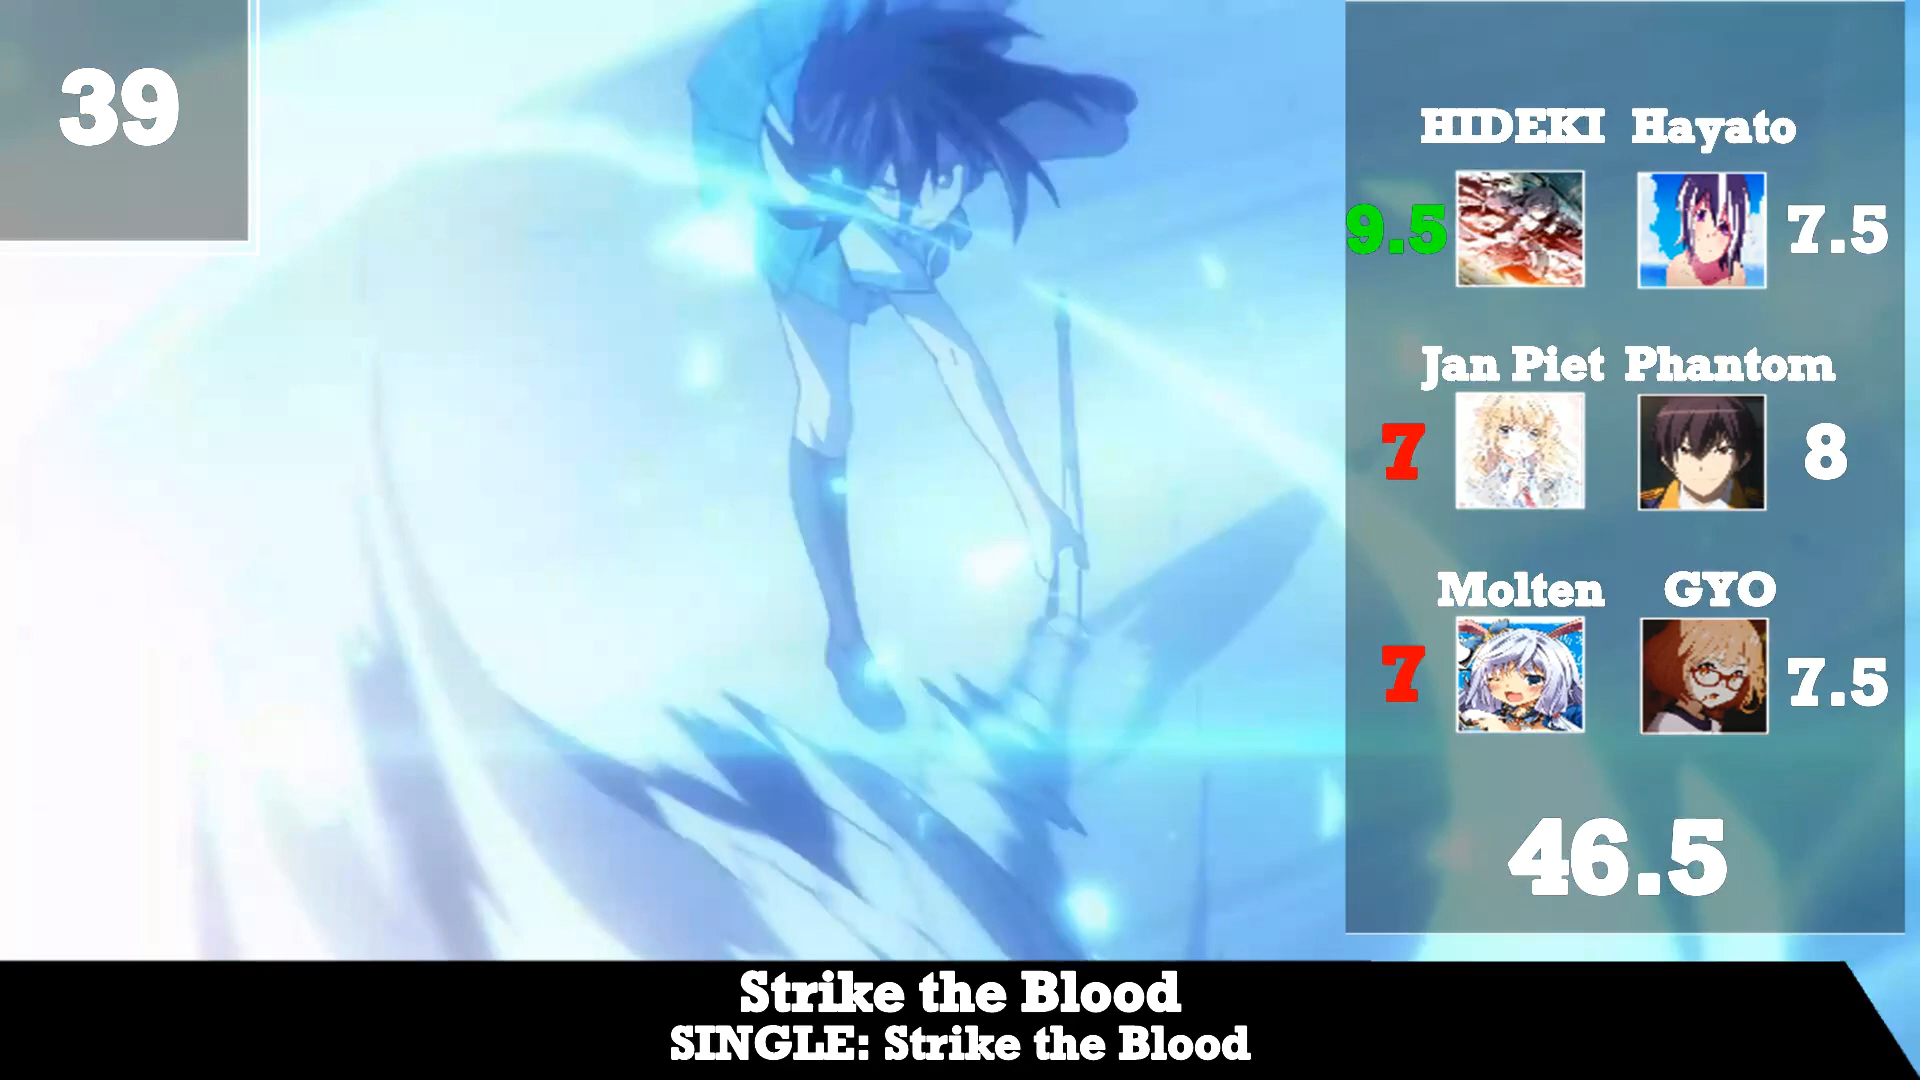 39
HIDEKI Hayato
9.5 7.5
Jan Piet Phantom
7 8
Molten GYO
7 7.5
46.5
Strike the Blood
SINGLE: Strike the Blood